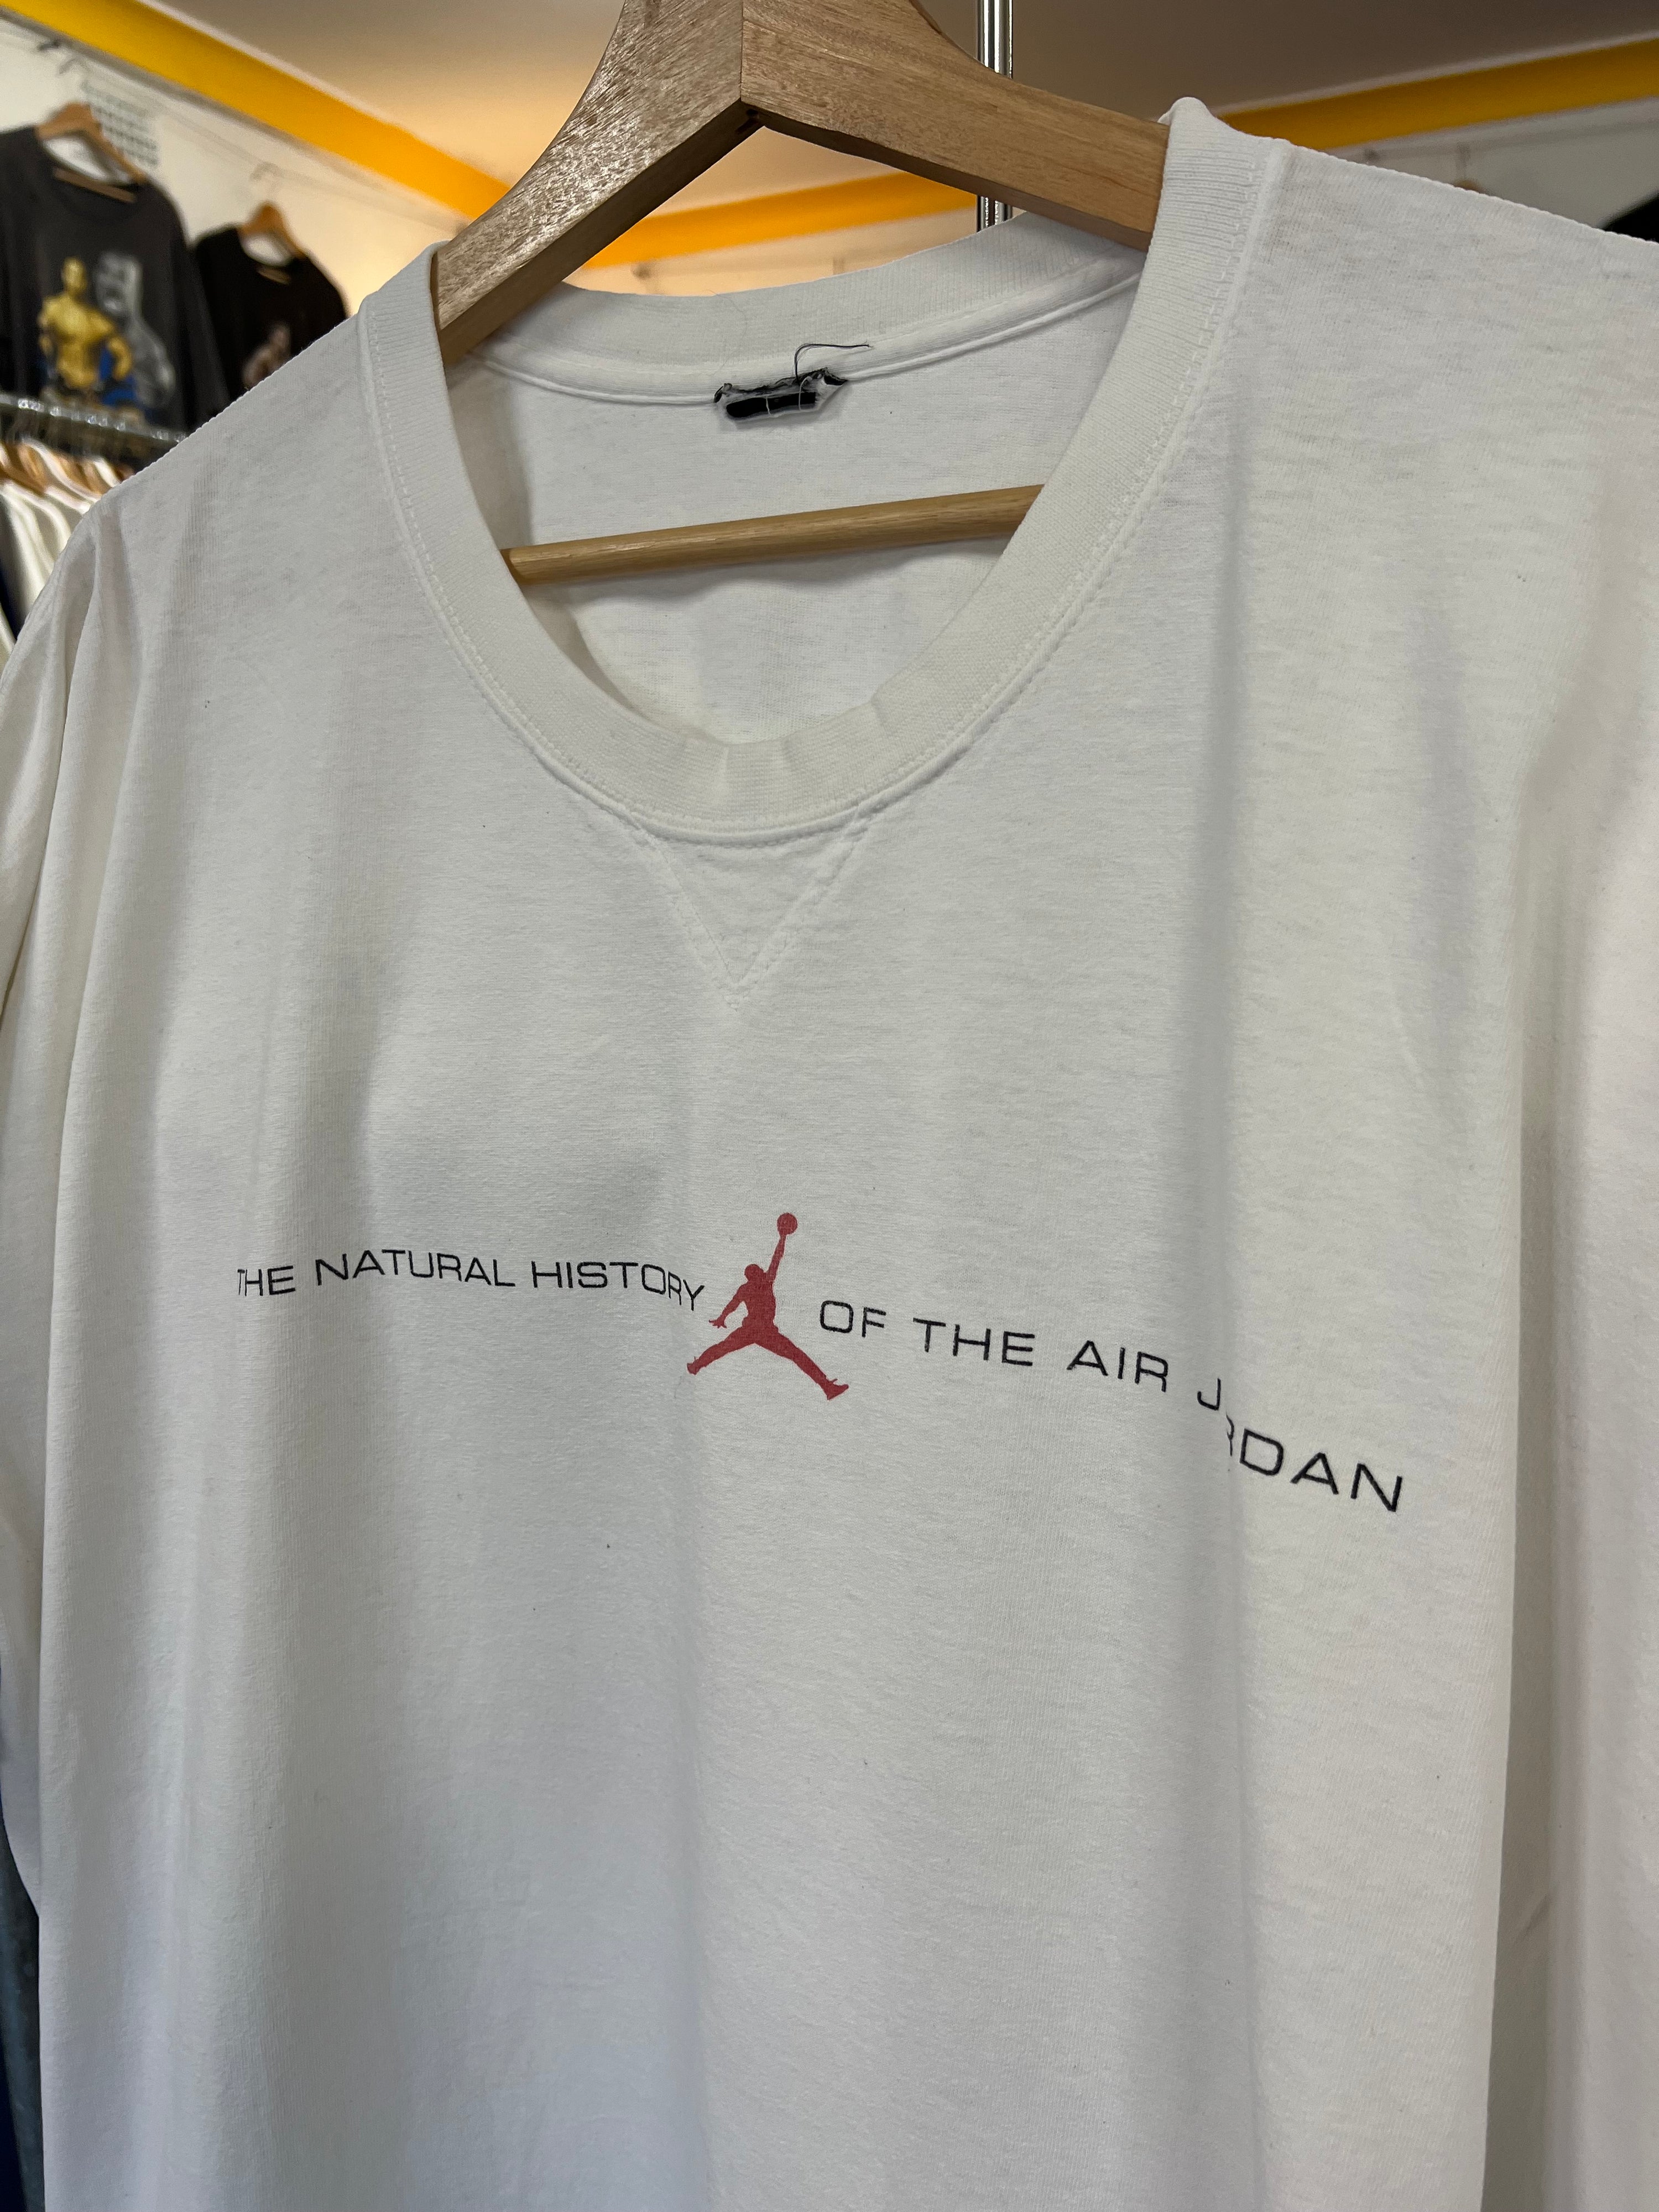 THE NATURAL HISTORY OF THE AIR J RDAN